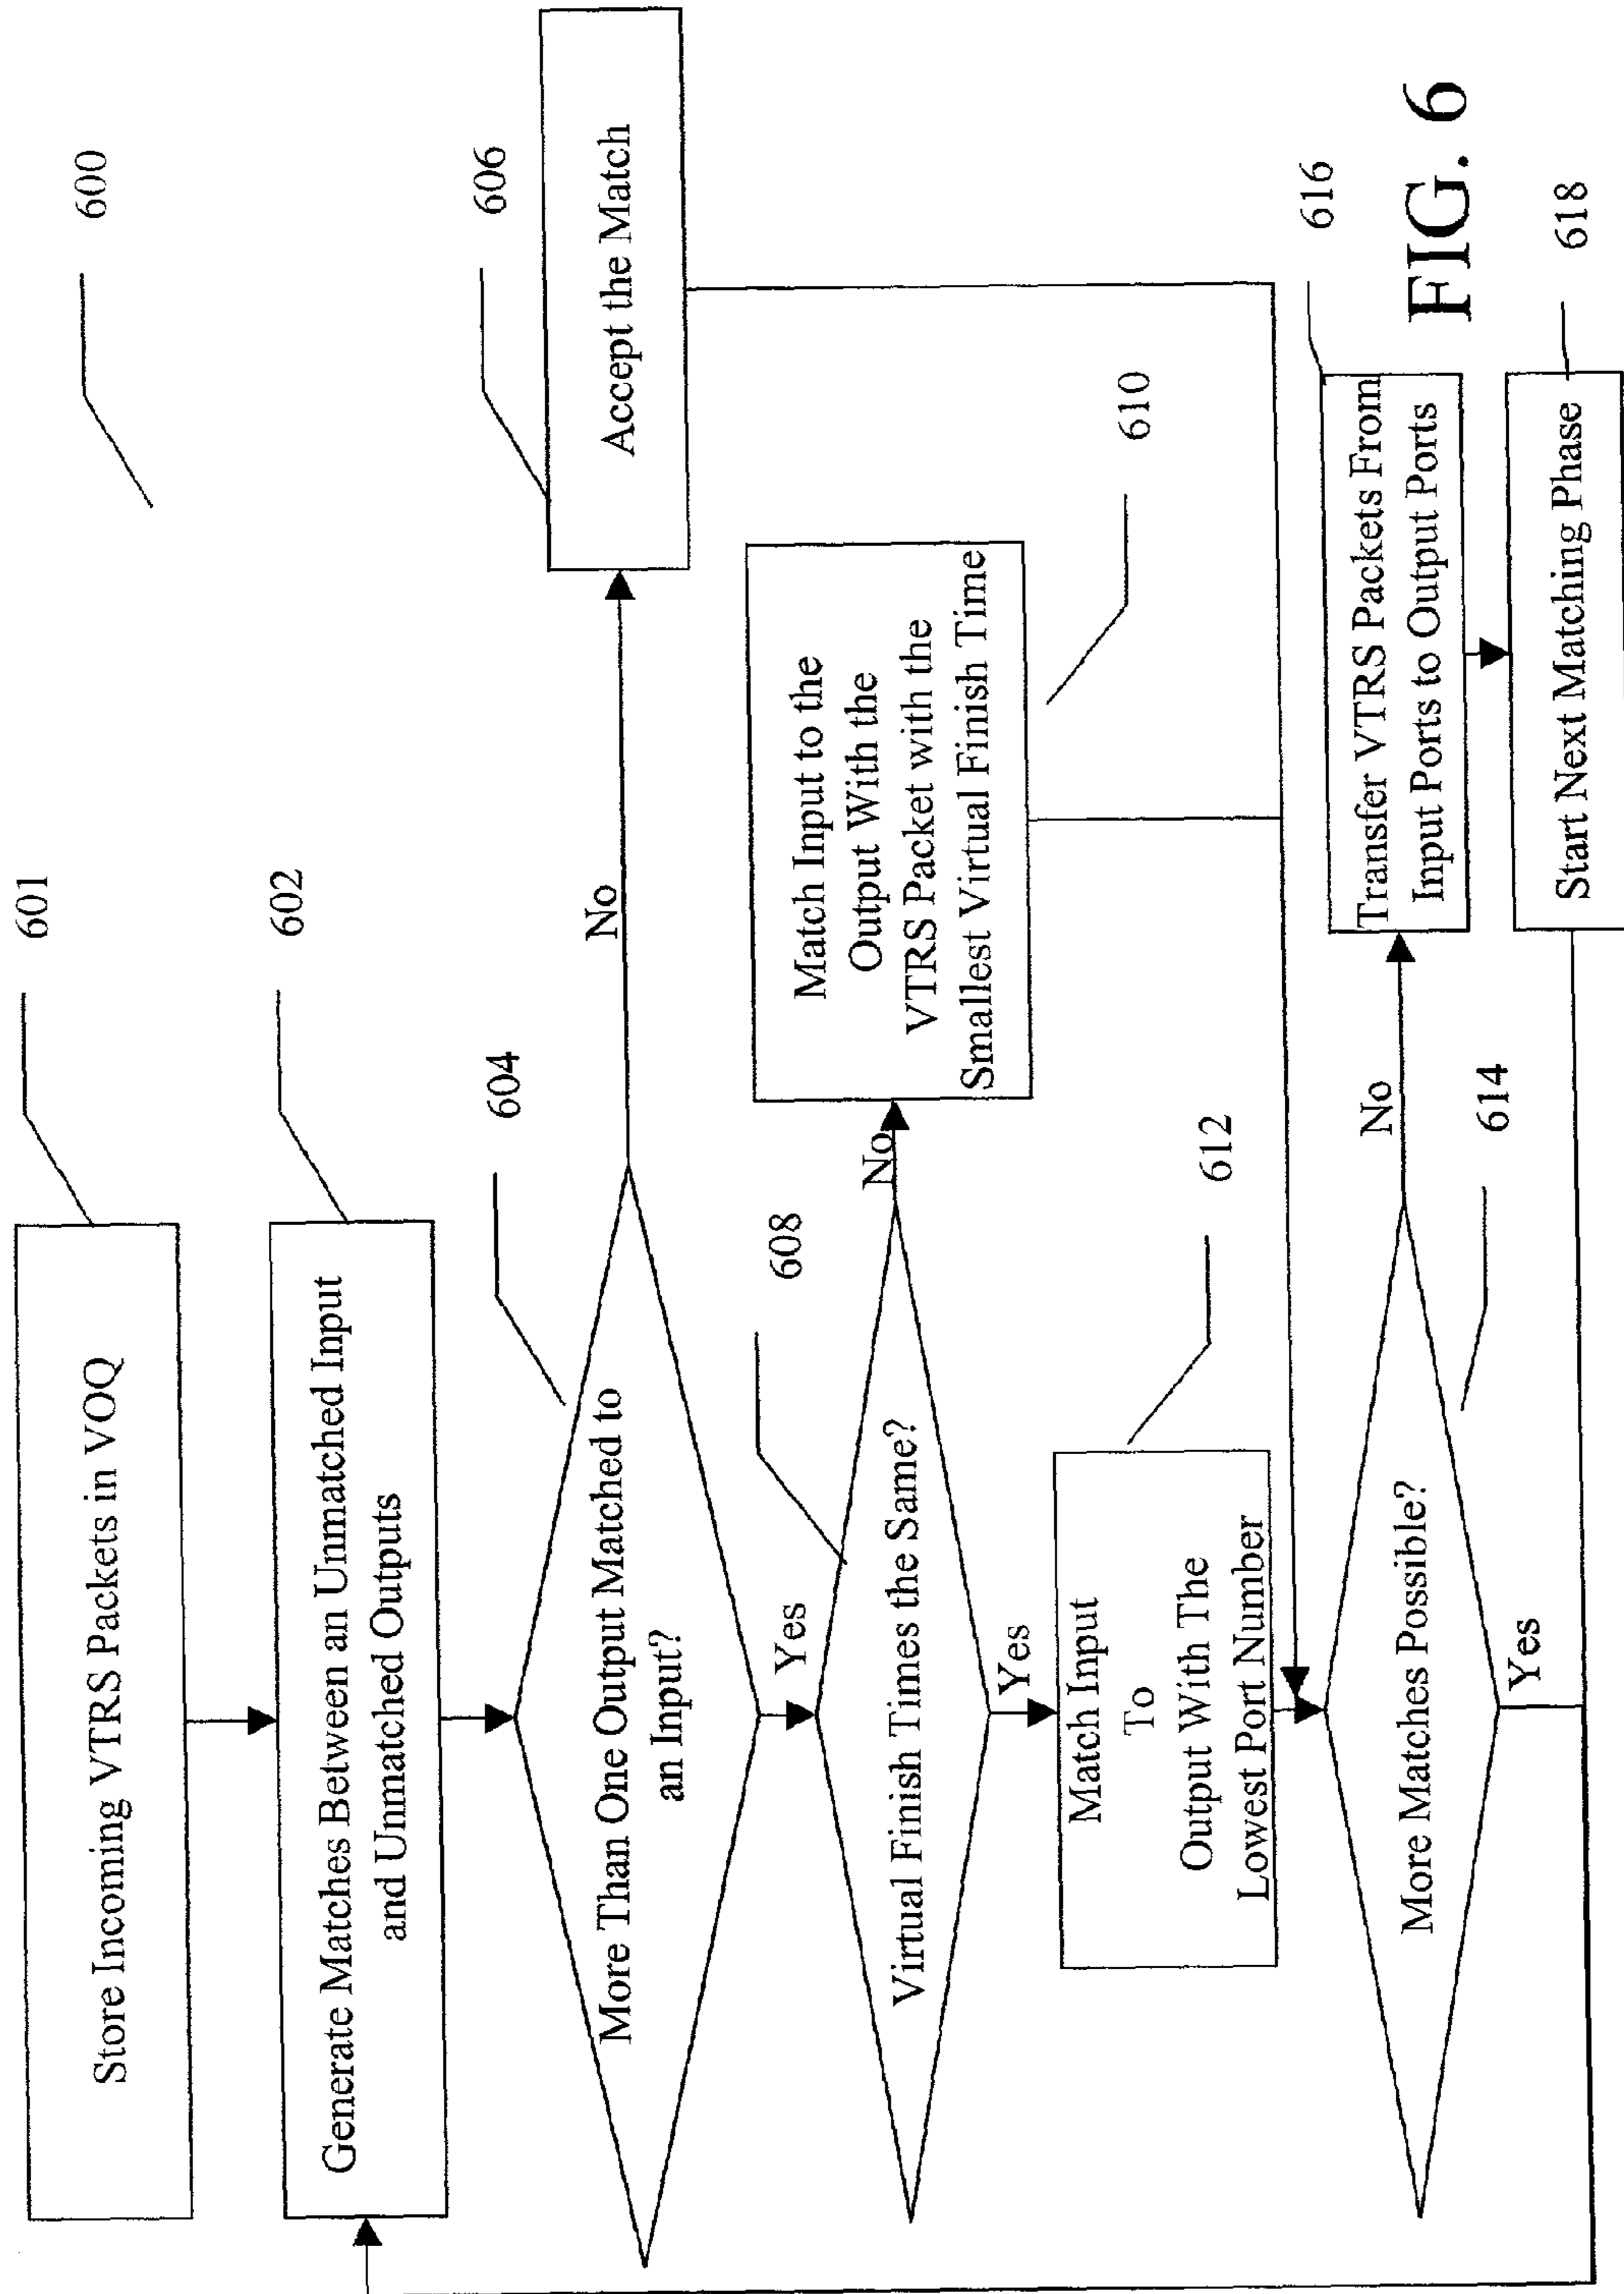 600
601
Store Incoming VTRS Packets in VOQ
602
Generate Matches Between an Unmatched Input
and Unmatched Outputs
604
More Than One Output Matched to
an Input?
No
606
Accept the Match
Yes
608
Virtual Finish Times the Same?
No
610
Match Input to the
Output With the
VTRS Packet with the
Smallest Virtual Finish Time
Yes
612
Match Input
To
Output With The
Lowest Port Number
614
More Matches Possible?
No
616
Transfer VTRS Packets From
Input Ports to Output Ports
Yes
618
Start Next Matching Phase
FIG. 6